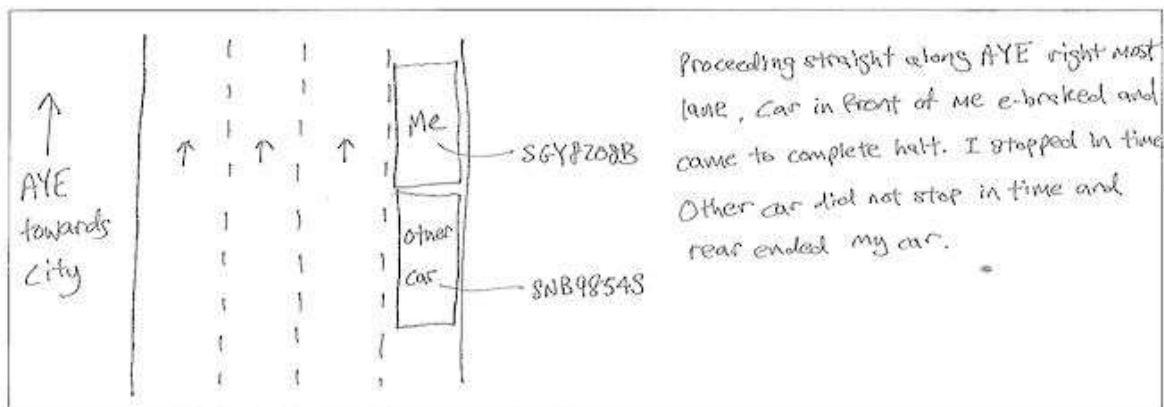 AYE
towards
City
Me
SGY8208B
Other
car
SNB9854S
Proceeding straight along AYE right most
lane, Car in front of me e-braked and
came to complete halt. I stopped in time
Other car did not stop in time and
rear ended my car.